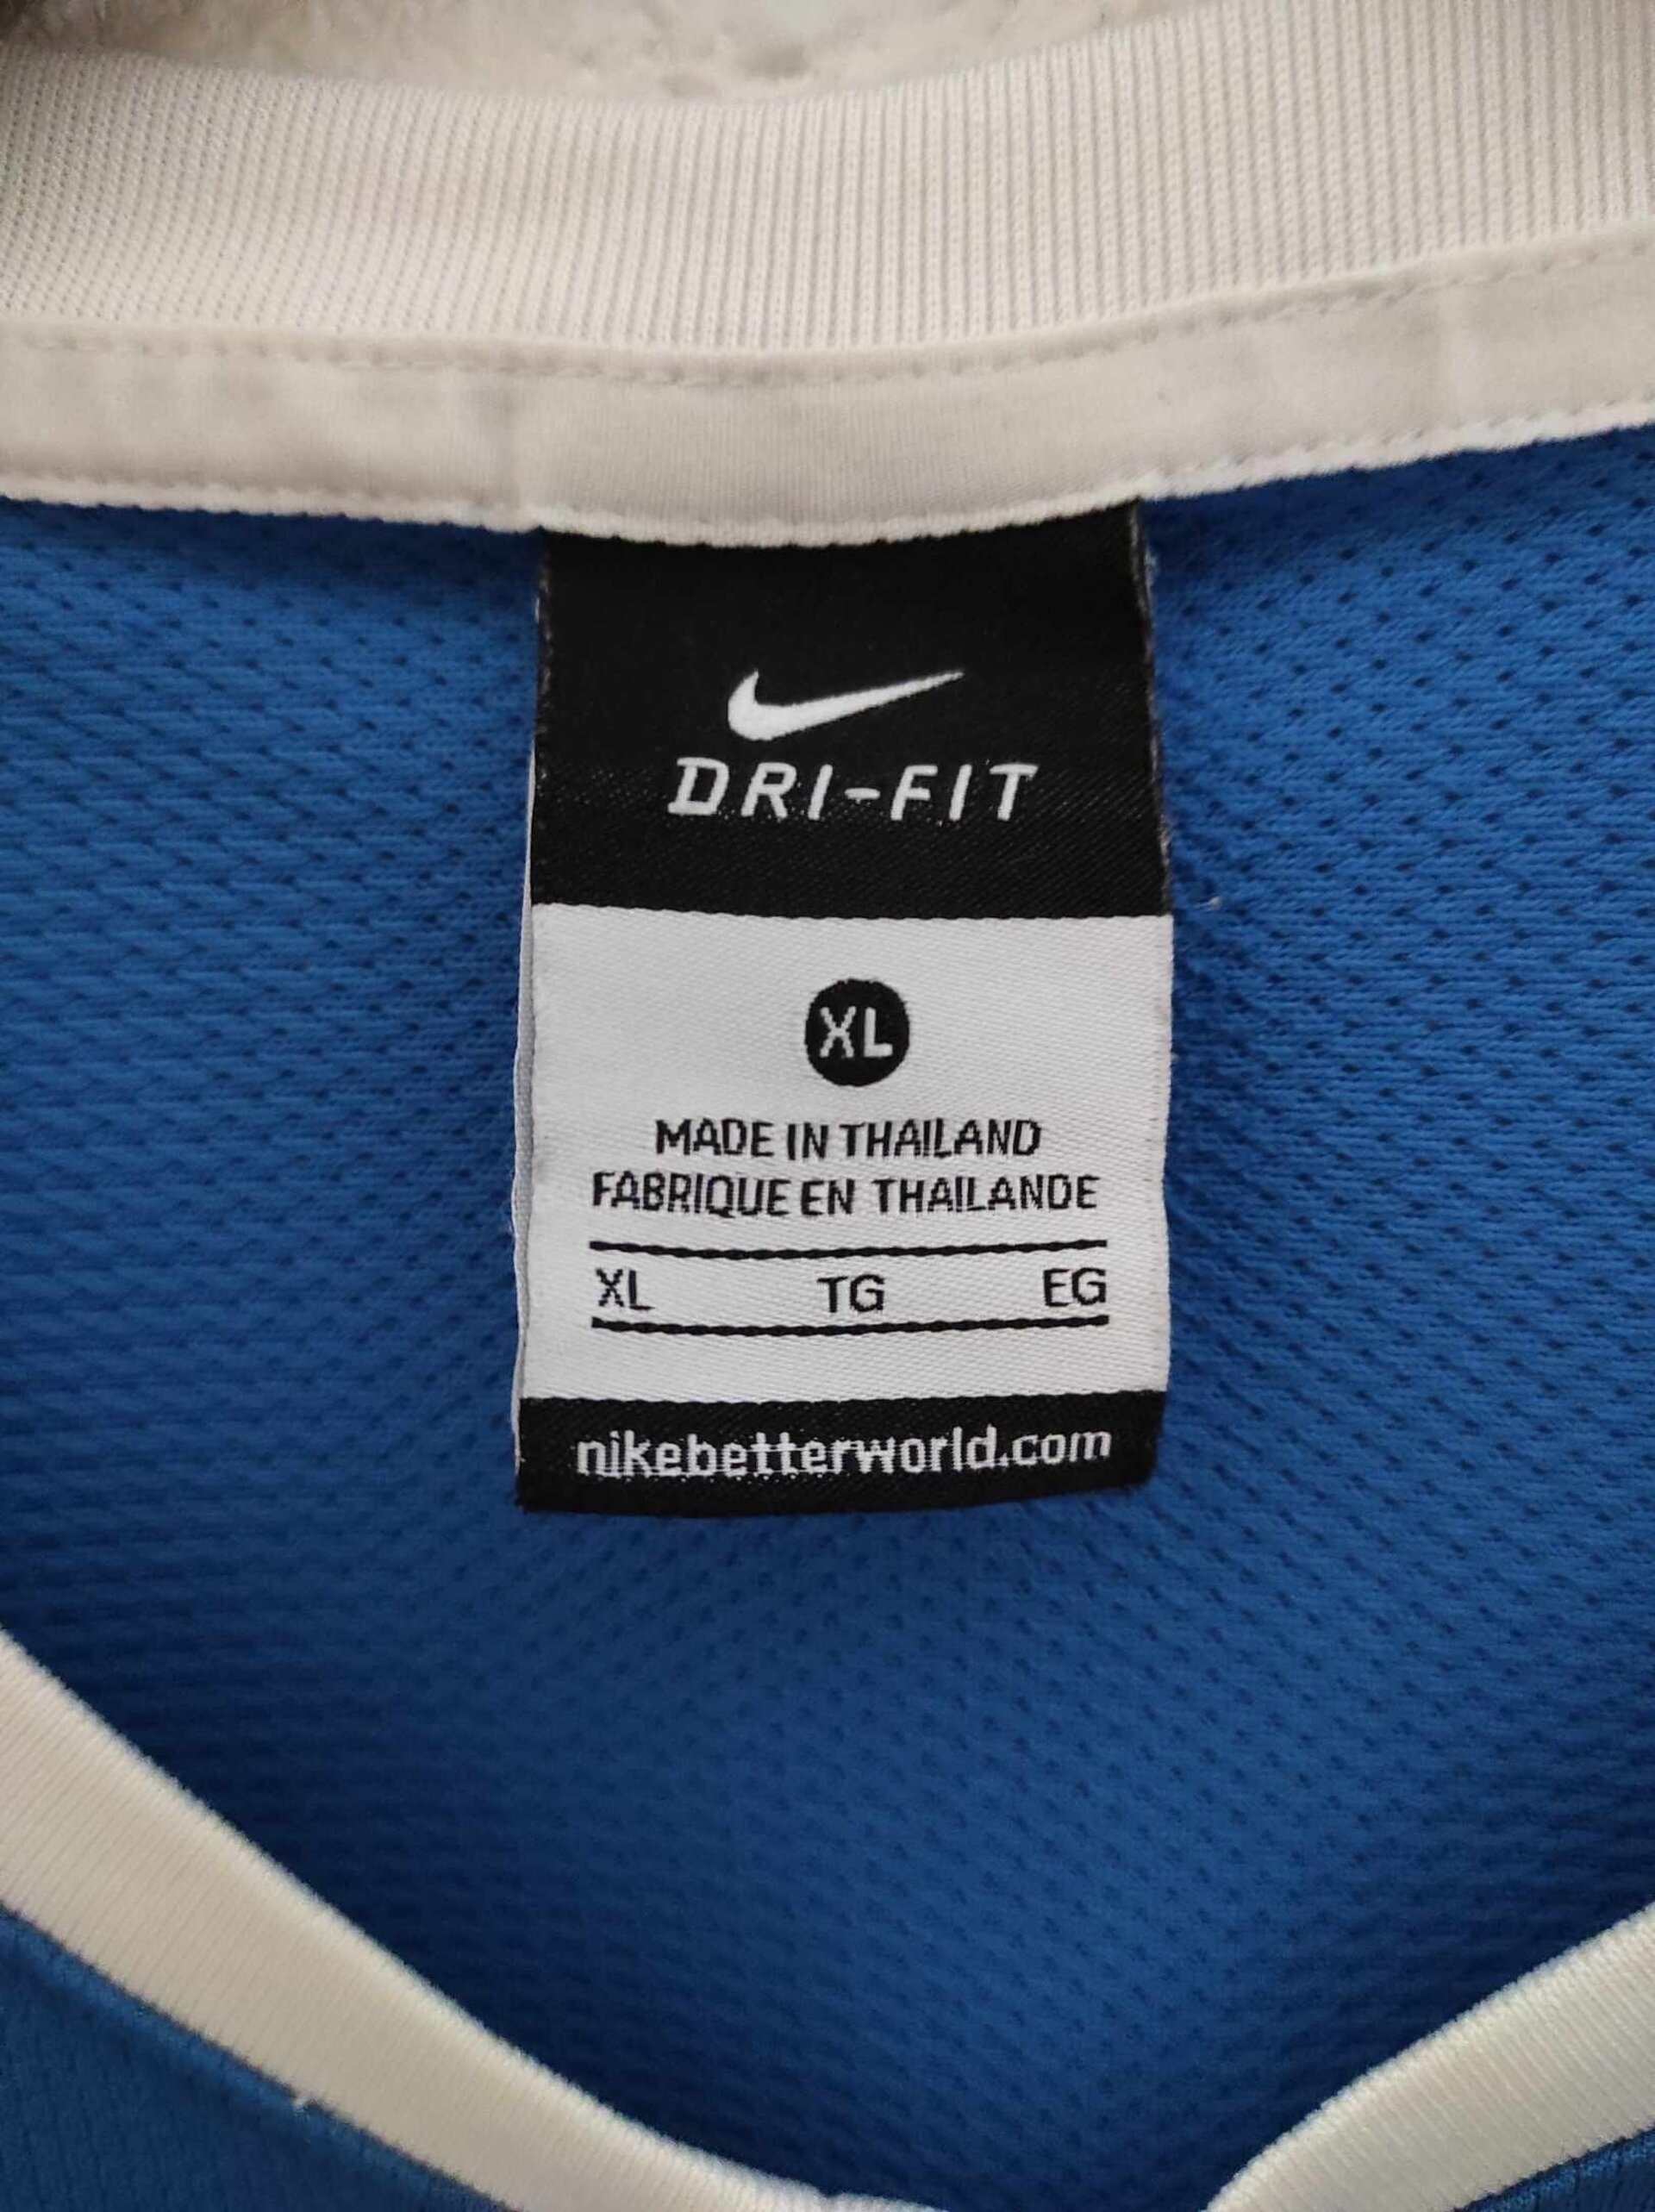 DRI-FIT
XL
MADE IN THAILAND
FABRIQUE EN THAILANDE
XL TG EG
nikebetterworld.com